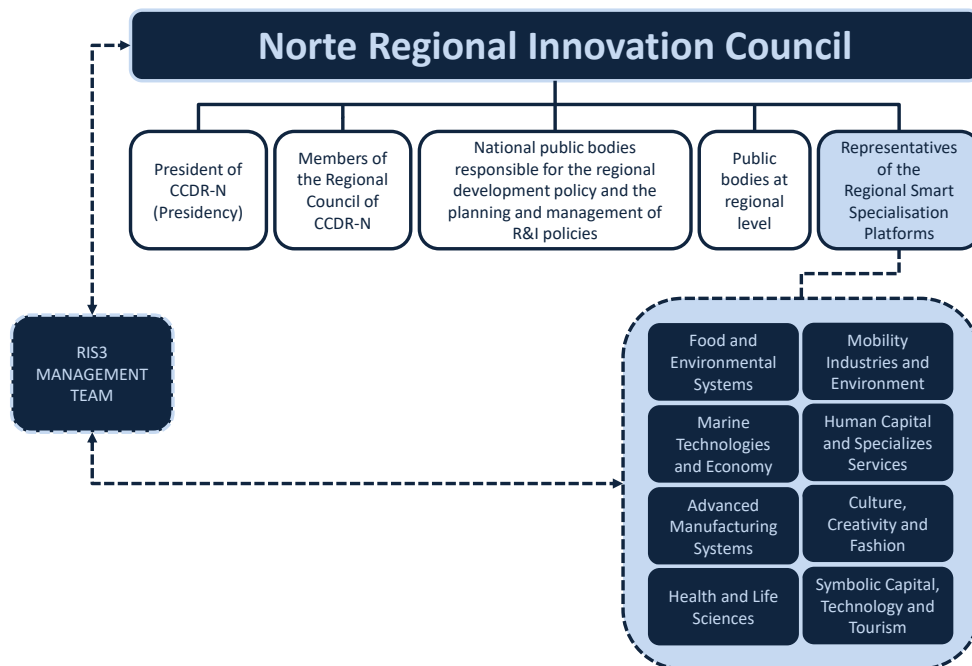 Norte Regional Innovation Council
President of
CCDR-N
(Presidency)
Members of
the Regional
Council of
CCDR-N
National public bodies
responsible for the regional
development policy and the
planning and management of
R&I policies
Public
bodies at
regional
level
Representatives
of the
Regional Smart
Specialisation
Platforms
RIS3
MANAGEMENT
TEAM
Food and
Environmental
Systems
Mobility
Industries and
Environment
Marine
Technologies
and Economy
Human Capital
and Specializes
Services
Advanced
Manufacturing
Systems
Culture,
Creativity and
Fashion
Health and Life
Sciences
Symbolic Capital,
Technology and
Tourism